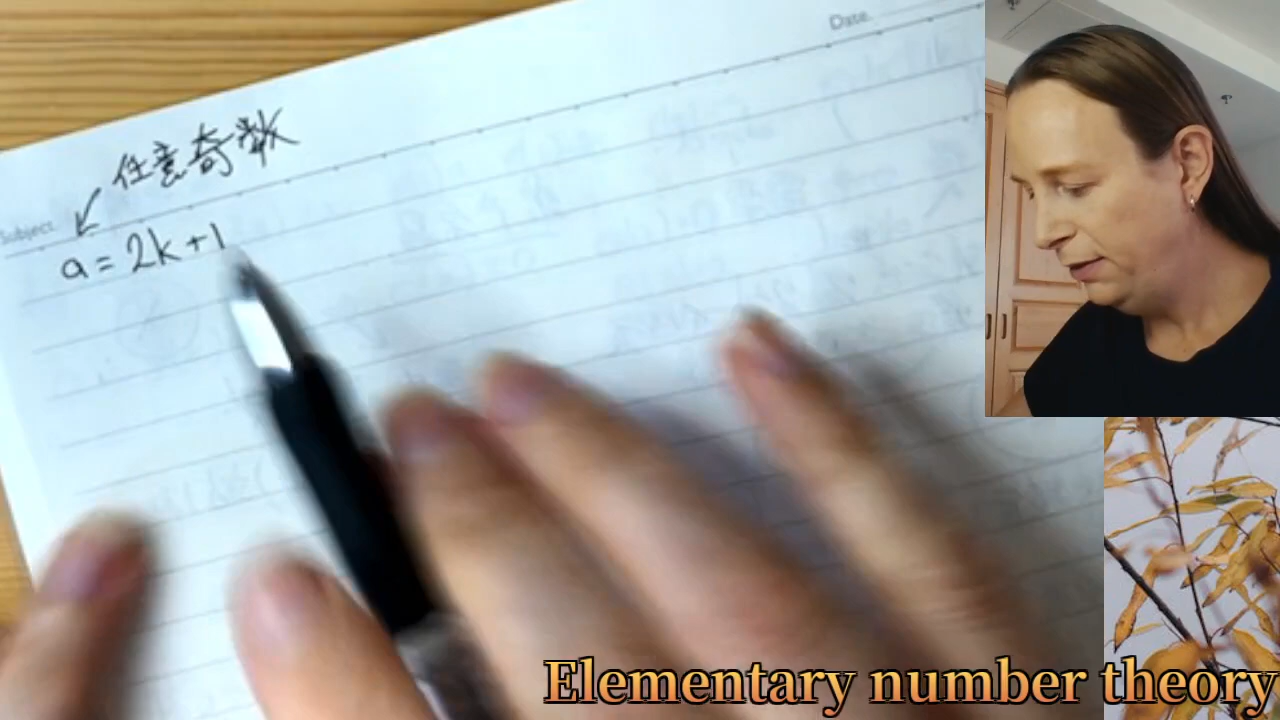 Date.
任意奇数
Subject
a = 2k+1
Elementary number theory